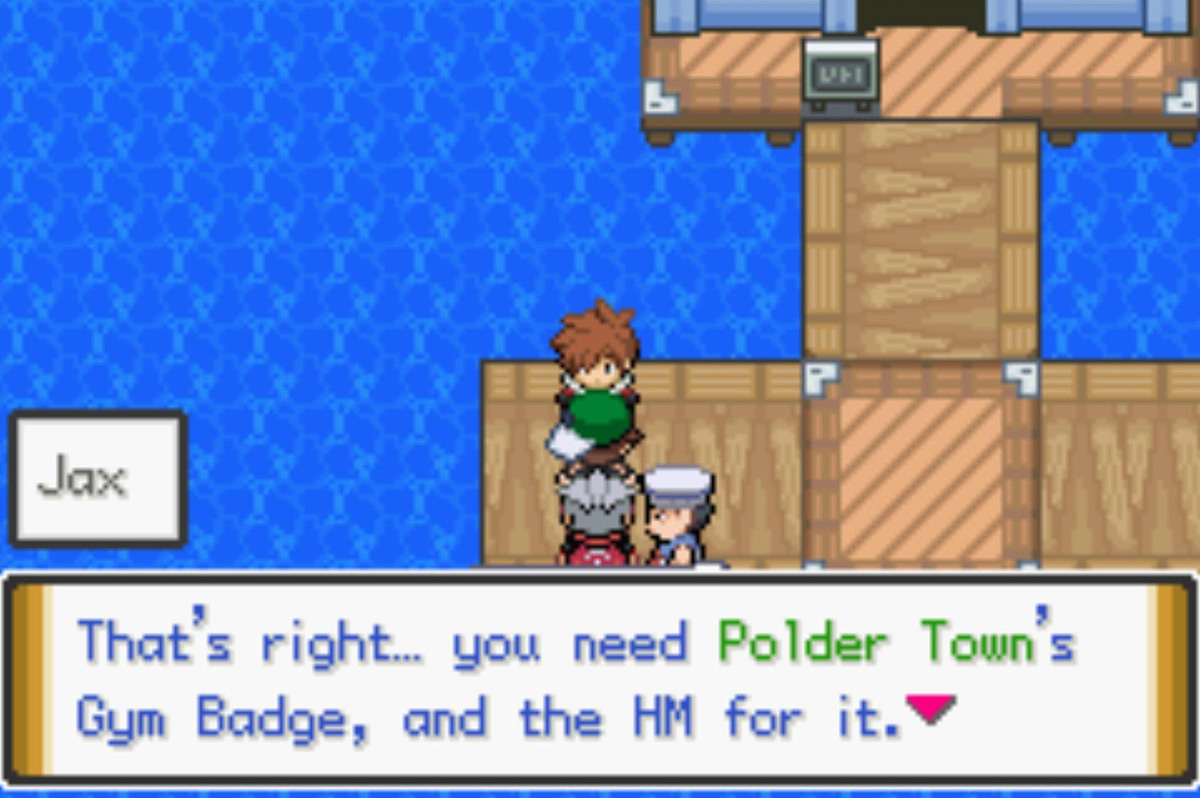 Jax
That's right… you need Polder Town's
Gym Badge, and the HM for it.